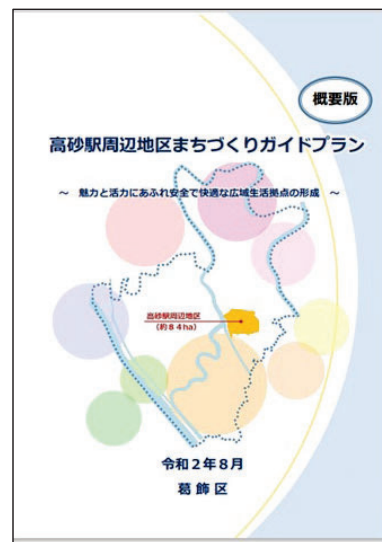 概要版
高砂駅周辺地区まちづくりガイドプラン
～ 魅力と活力にあふれ安全で快適な広域生活拠点の形成 ～
高砂駅周辺地区
(約84ha)
令和2年8月
葛飾区